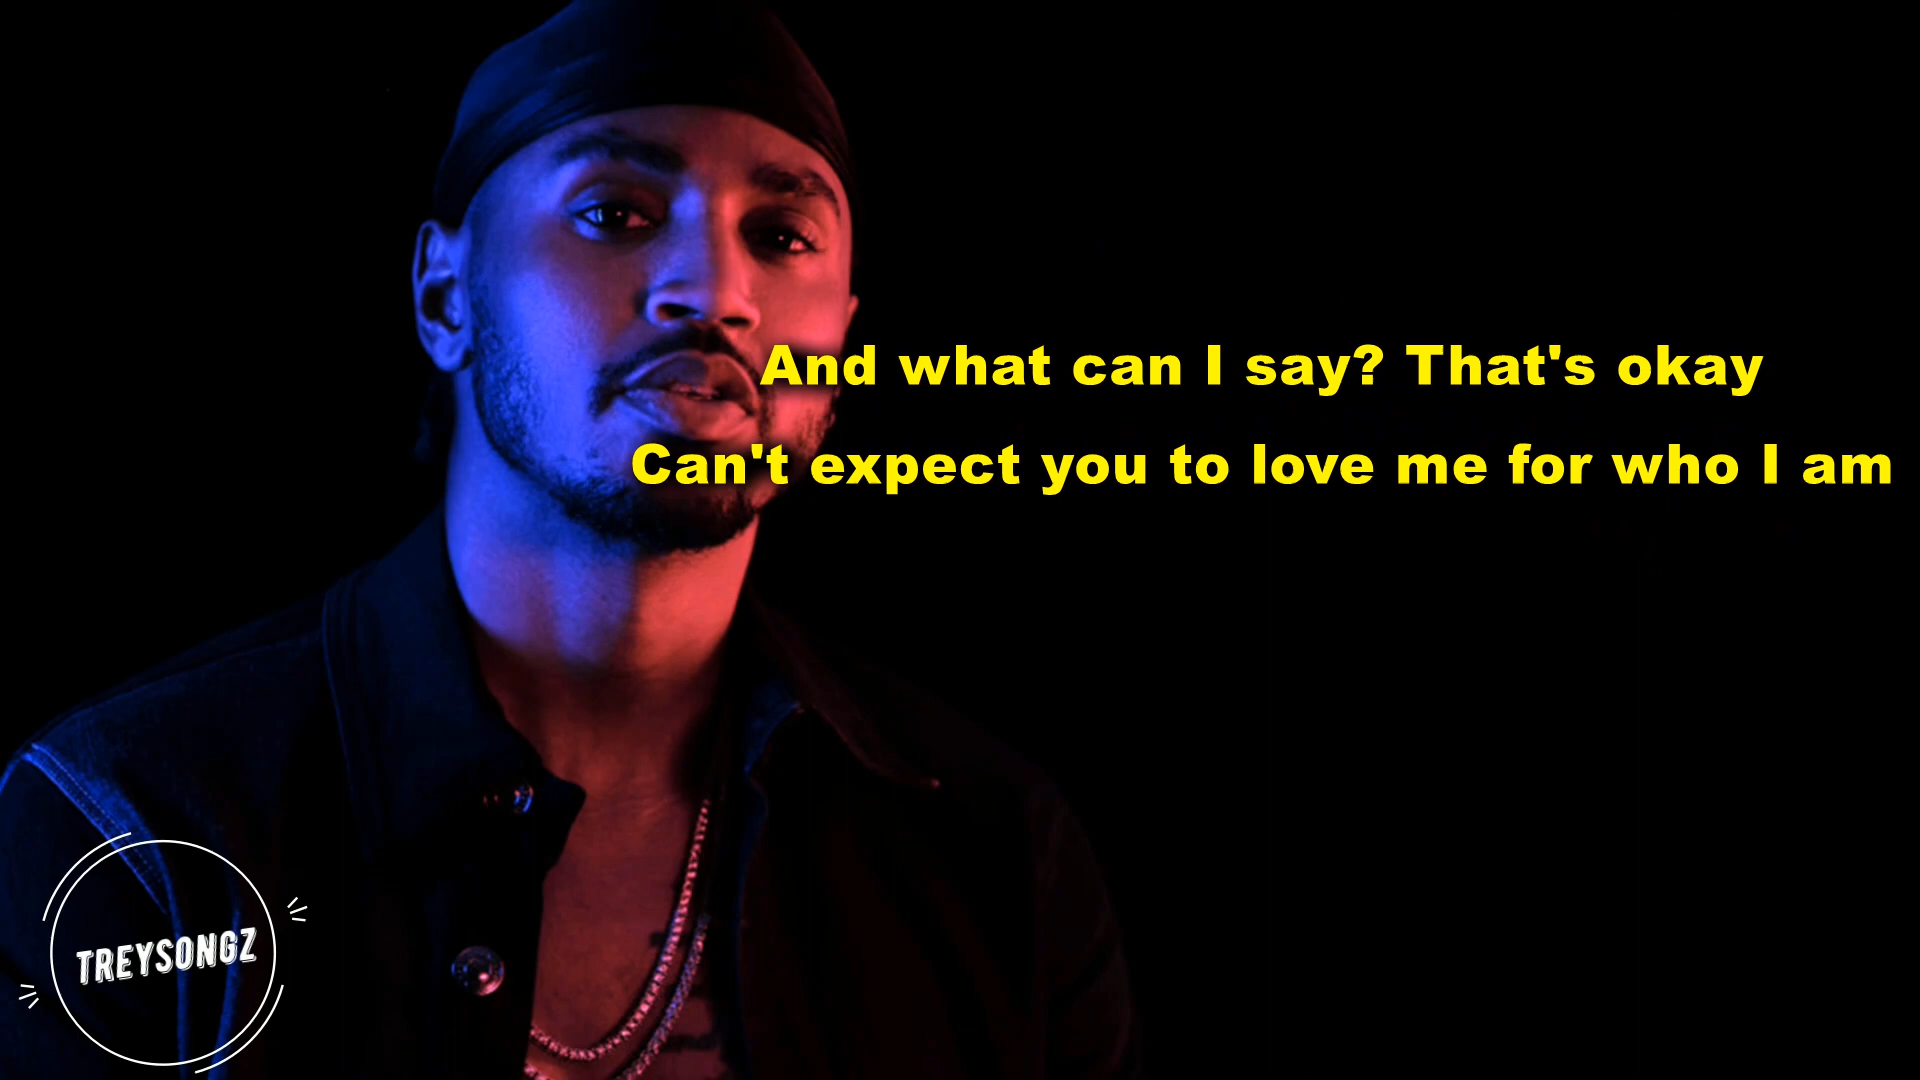 And what can I say? That's okay
Can't expect you to love me for who I am
TREYSONGZ